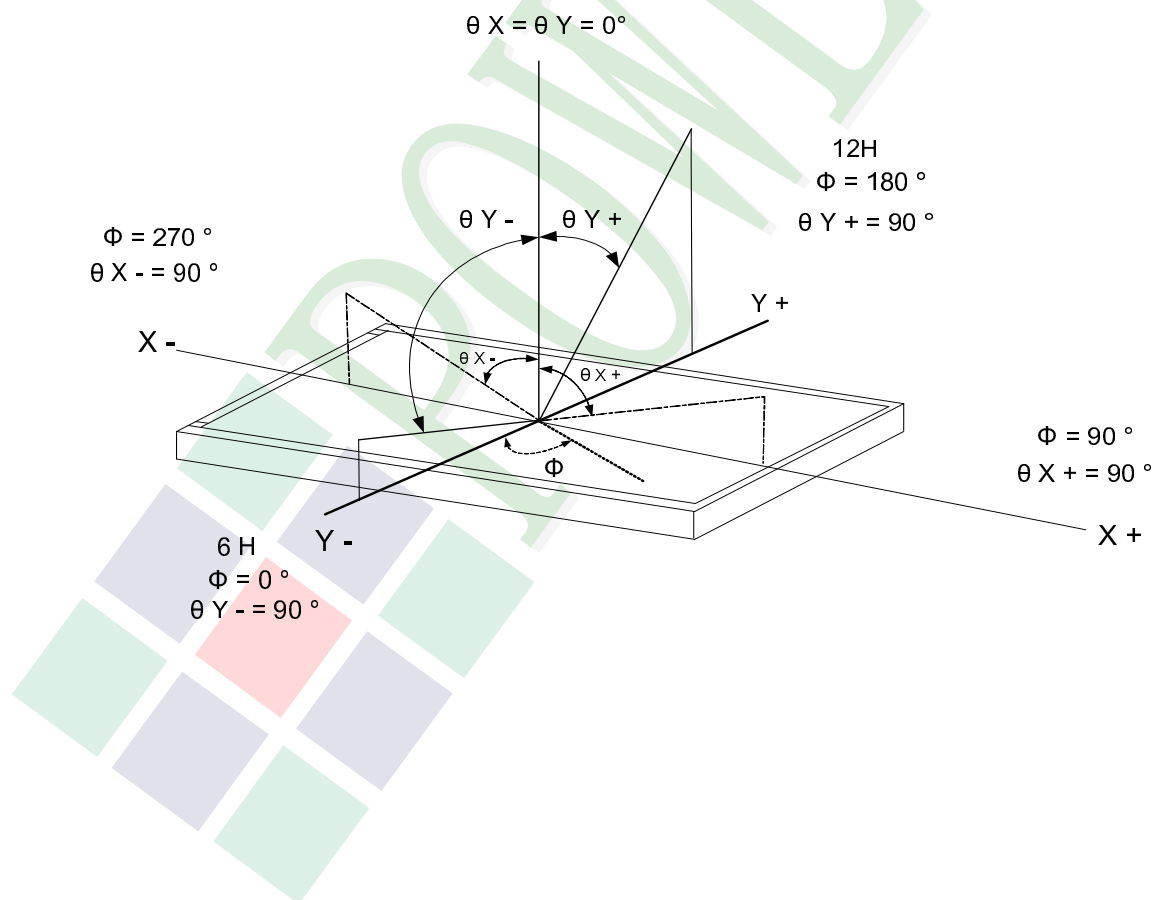 θ X = θ Y = 0°
12H
Φ = 180 °
θ Y + = 90 °
θ Y - θ Y +
Φ = 270 °
θ X - = 90 °
Y +
X -
θ X -
θ X +
Φ = 90 °
θ X + = 90 °
Φ
X +
Y -
6 H
Φ = 0 °
θ Y - = 90 °